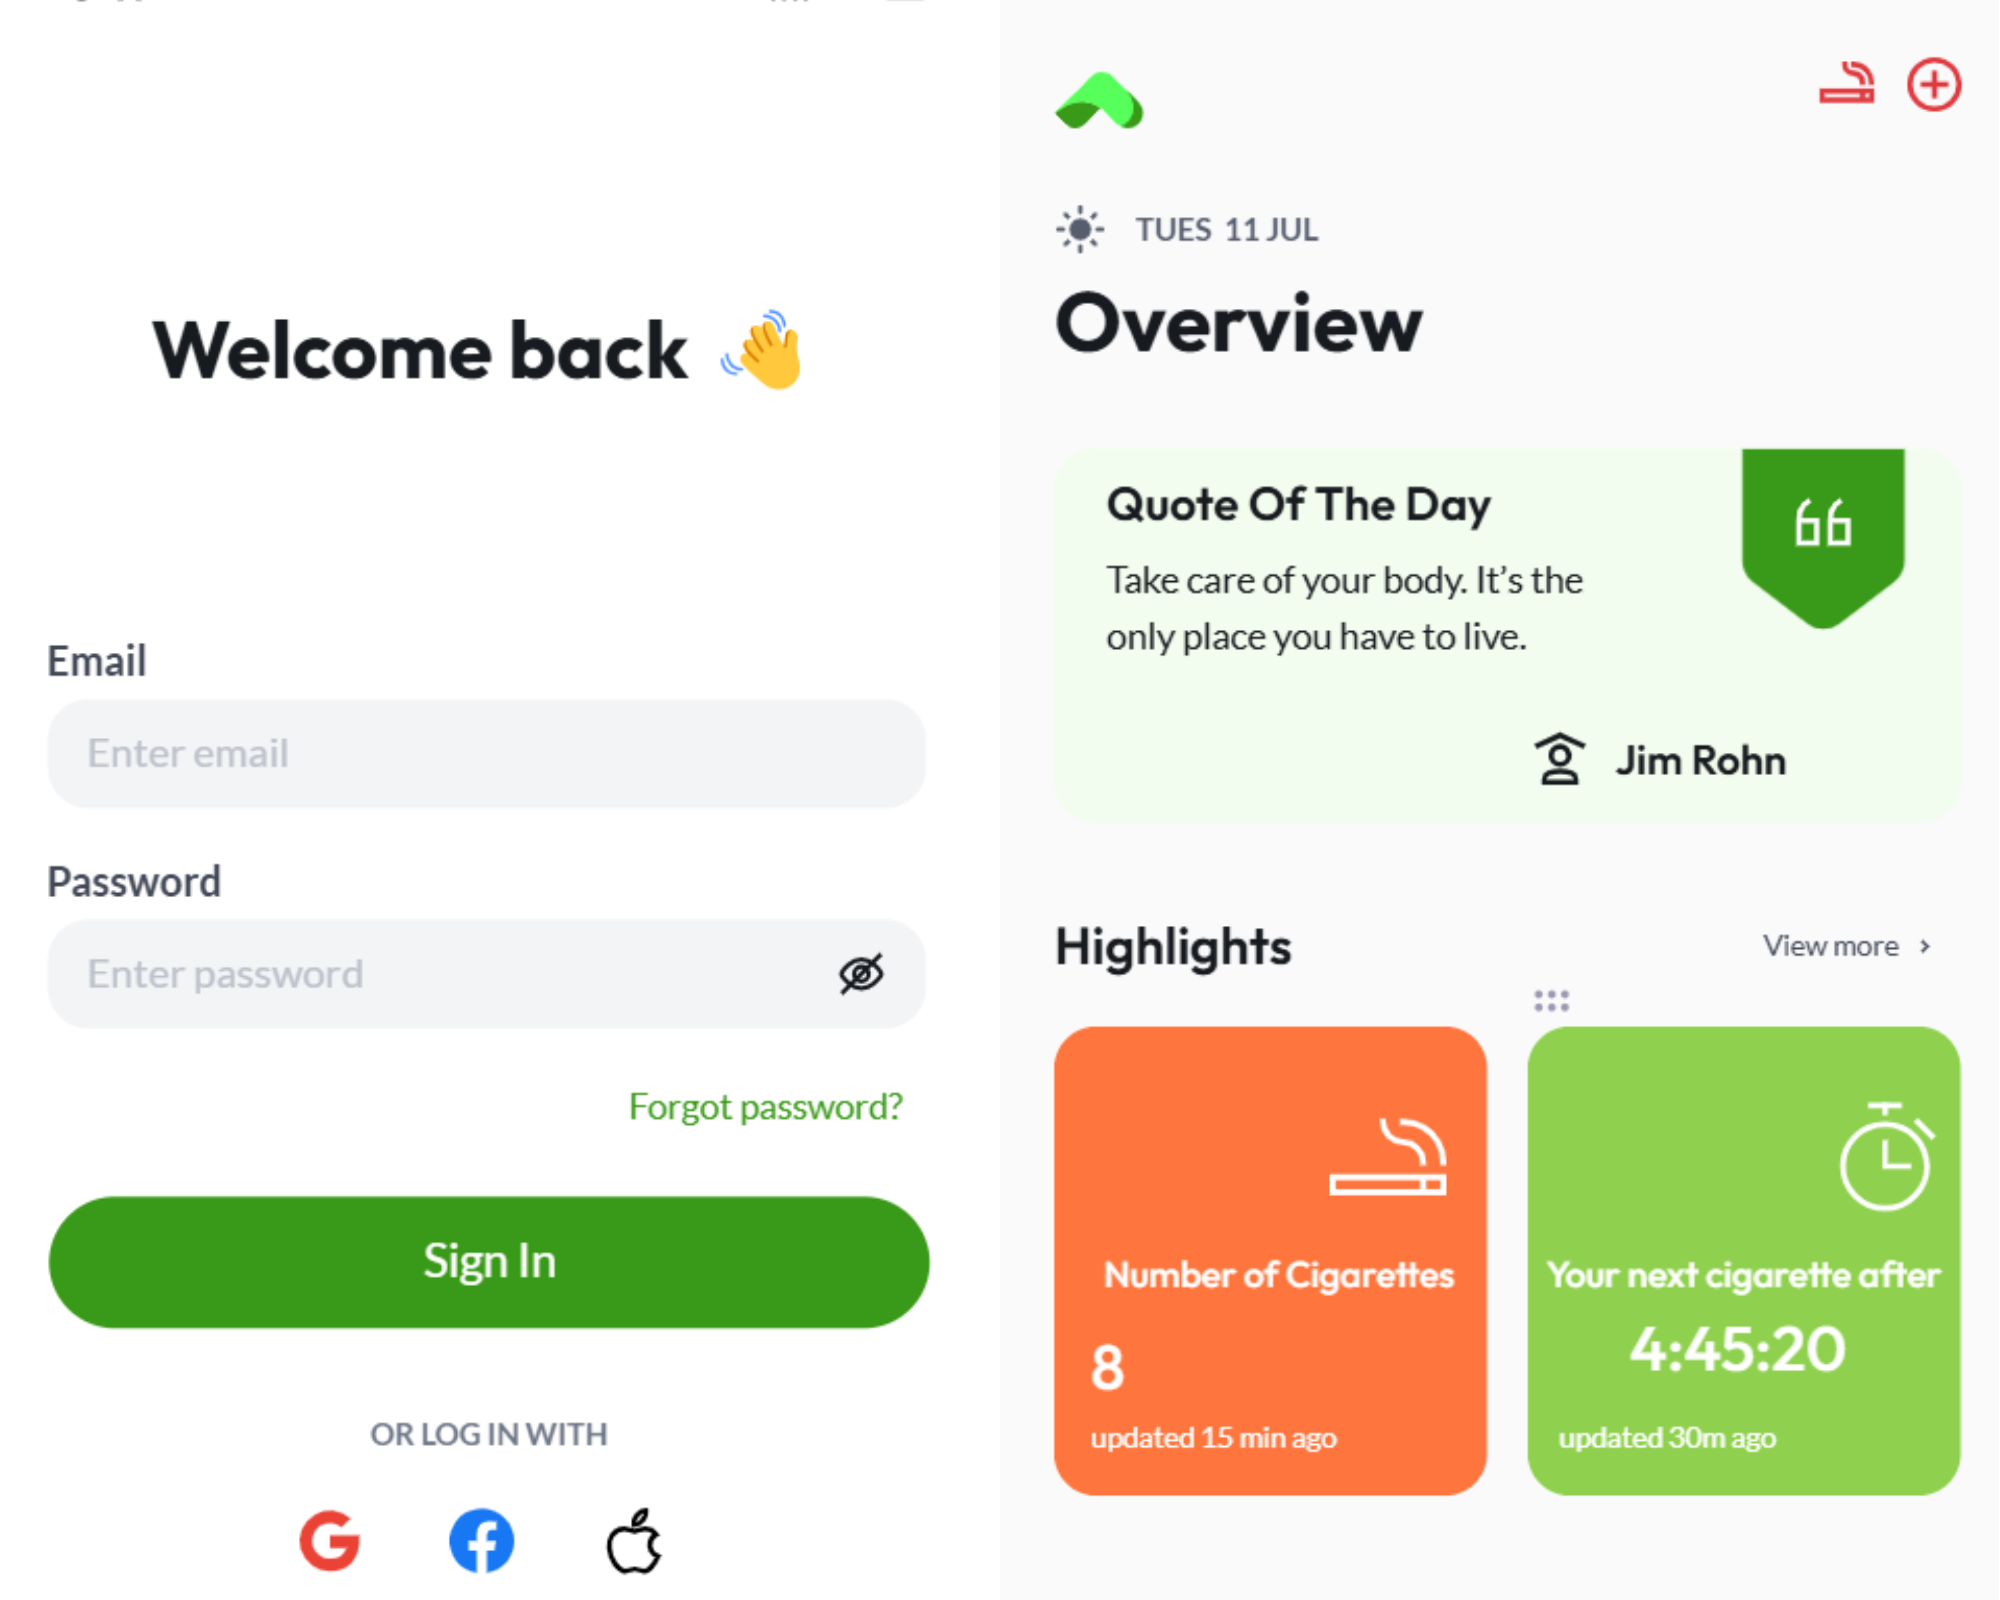 Welcome back 👋
Email
Enter email
Password
Enter password
Forgot password?
Sign In
OR LOG IN WITH
TUES 11 JUL
Overview
Quote Of The Day
Take care of your body. It’s the
only place you have to live.
Jim Rohn
Highlights
View more
Number of Cigarettes
8
updated 15 min ago
Your next cigarette after
4:45:20
updated 30m ago